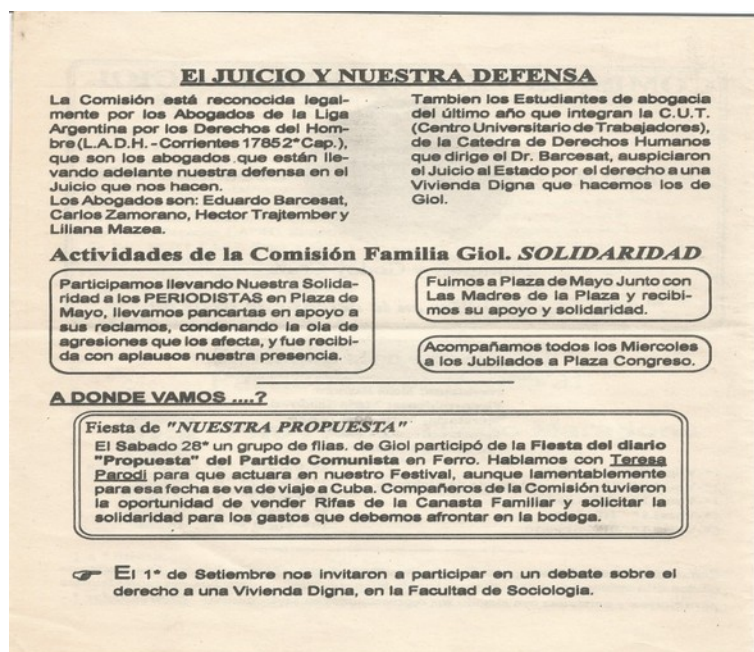 El JUICIO Y NUESTRA DEFENSA
La Comisión está reconocida legal-
mente por los Abogados de la Liga
Argentina por los Derechos del Hom-
bre (L.A.D.H. - Corrientes 1785 2* Cap.),
que son los abogados que están lle-
vando adelante nuestra defensa en el
Juicio que nos hacen.
Los Abogados son: Eduardo Barcesat,
Carlos Zamorano, Hector Trajtember y
Liliana Mazea.
Tambien los Estudiantes de abogacia
del último año que integran la C.U.T.
(Centro Universitario de Trabajadores),
de la Catedra de Derechos Humanos
que dirige el Dr. Barcesat, auspiciaron
el Juicio al Estado por el derecho a una
Vivienda Digna que hacemos los de
Giol.
Actividades de la Comisión Familia Giol. SOLIDARIDAD
Participamos llevando Nuestra Solida-
ridad a los PERIODISTAS en Plaza de
Mayo, llevamos pancartas en apoyo a
sus reclamos, condenando la ola de
agresiones que los afecta, y fue recibi-
da con aplausos nuestra presencia.
Fuimos a Plaza de Mayo Junto con
Las Madres de la Plaza y recibi-
mos su apoyo y solidaridad.
Acompañamos todos los Miercoles
a los Jubilados a Plaza Congreso.
A DONDE VAMOS ....?
Fiesta de "NUESTRA PROPUESTA"
El Sabado 28* un grupo de flias. de Giol participó de la Fiesta del diario
"Propuesta" del Partido Comunista en Ferro. Hablamos con Teresa
Parodi para que actuara en nuestro Festival, aunque lamentablemente
para esa fecha se va de viaje a Cuba. Compañeros de la Comisión tuvieron
la oportunidad de vender Rifas de la Canasta Familiar y solicitar la
solidaridad para los gastos que debemos afrontar en la bodega.
El 1* de Setiembre nos invitaron a participar en un debate sobre el
derecho a una Vivienda Digna, en la Facultad de Sociologia.